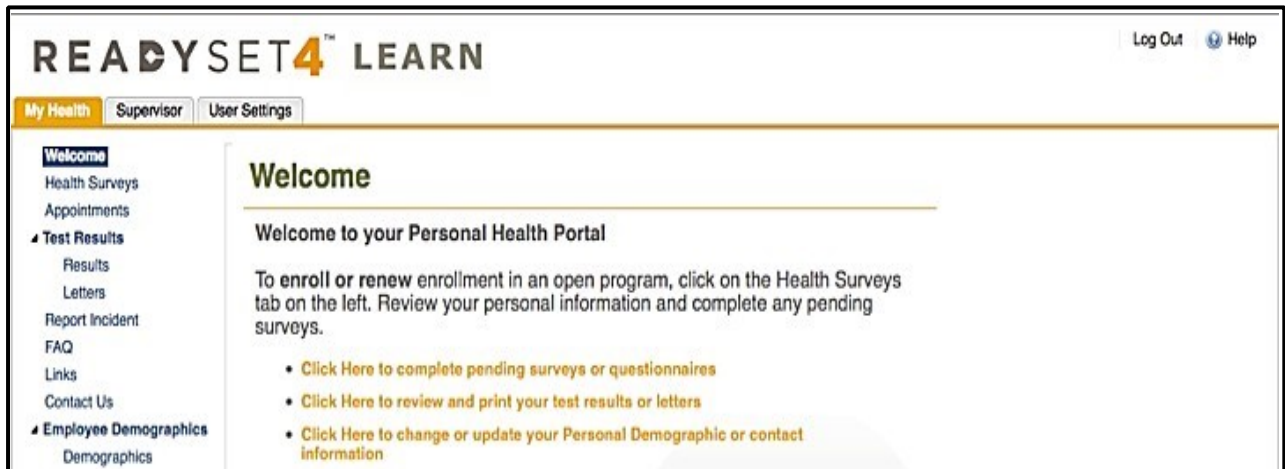 READYSET4™ LEARN
Log Out Help
My Health Supervisor User Settings
Welcome
Health Surveys
Appointments
Test Results
Results
Letters
Report Incident
FAQ
Links
Contact Us
Employee Demographics
Demographics
Welcome
Welcome to your Personal Health Portal
To enroll or renew enrollment in an open program, click on the Health Surveys
tab on the left. Review your personal information and complete any pending
surveys.
• Click Here to complete pending surveys or questionnaires
• Click Here to review and print your test results or letters
• Click Here to change or update your Personal Demographic or contact
information